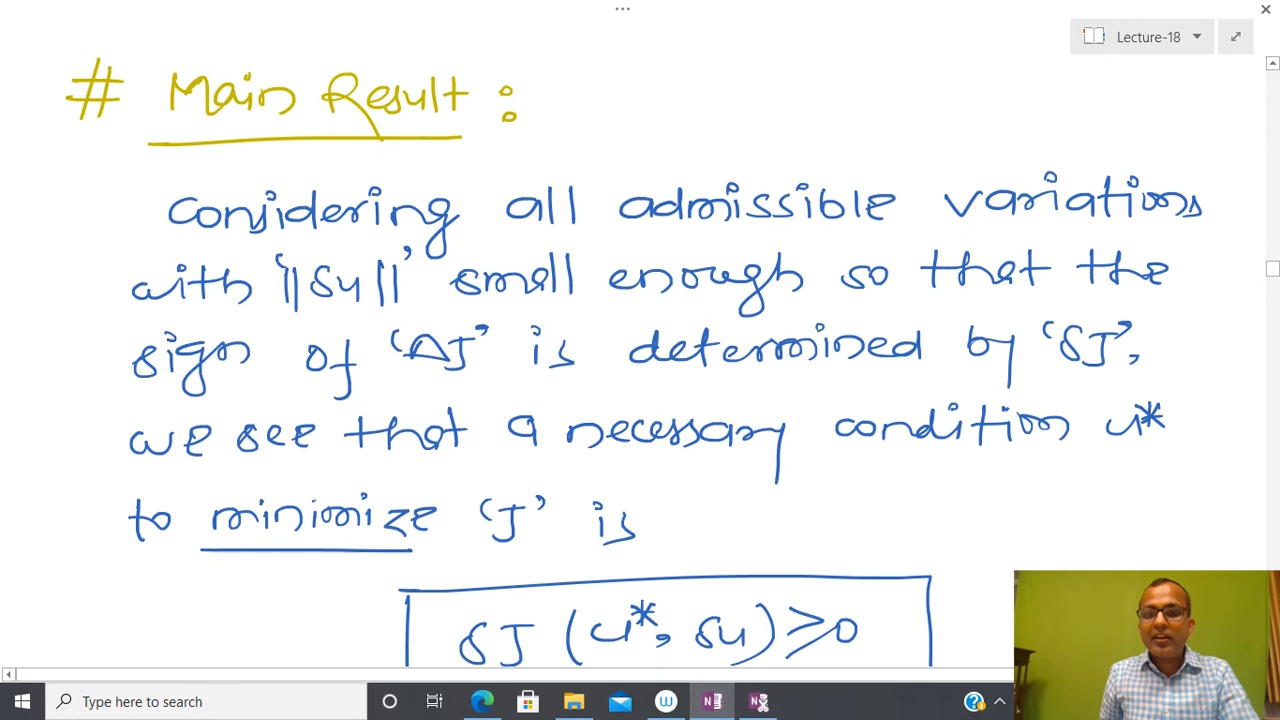 Lecture-18
# Main Result :
Considering all admissible variations
with '||δu||' small enough so that the
sign of 'ΔJ' is determined by 'δJ',
we see that a necessary condition u*
to minimize 'J' is
δJ (u*, δu) ≥ 0
Type here to search